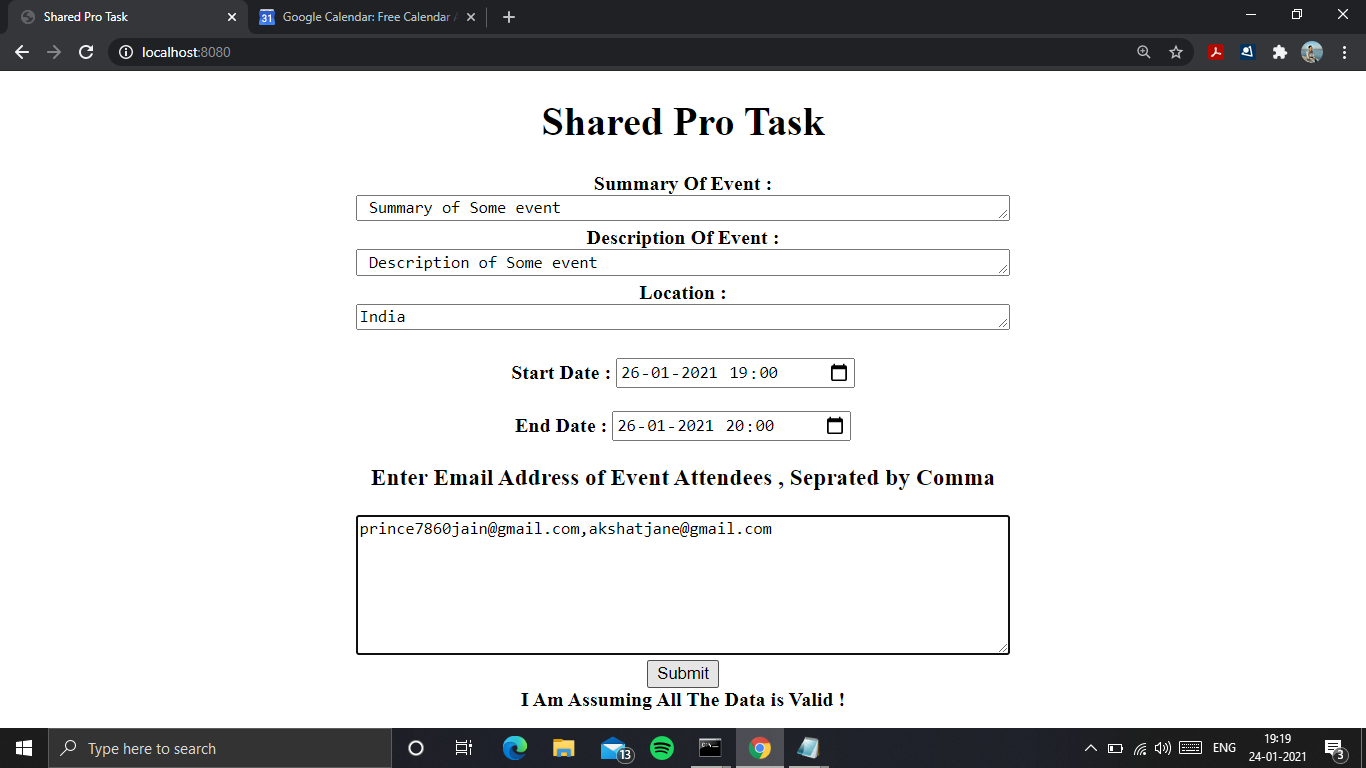 Shared Pro Task
Google Calendar: Free Calendar
localhost:8080
Shared Pro Task
Summary Of Event :
Summary of Some event
Description Of Event :
Description of Some event
Location :
India
Start Date : 26-01-2021 19:00
End Date : 26-01-2021 20:00
Enter Email Address of Event Attendees , Seprated by Comma
prince7860jain@gmail.com,akshatjane@gmail.com
Submit
I Am Assuming All The Data is Valid !
Type here to search
13
ENG
19:19
24-01-2021
3
31